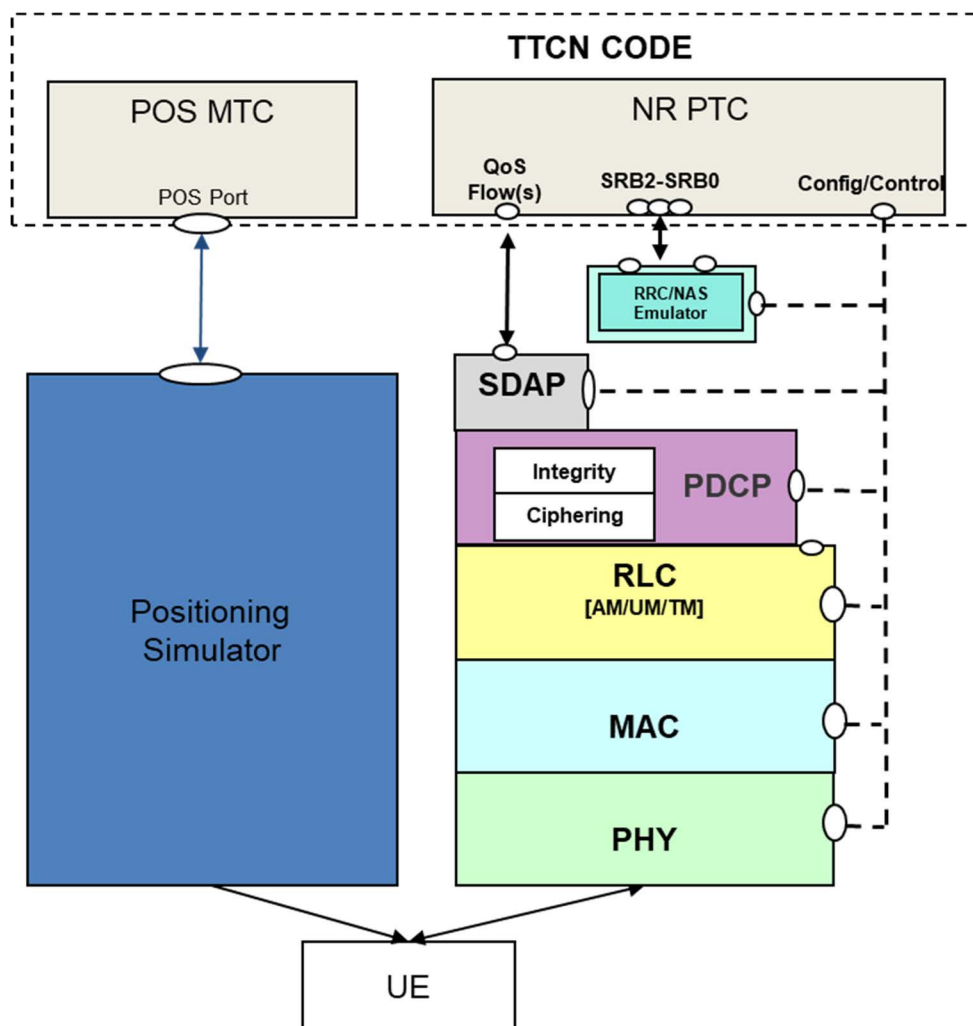 TTCN CODE
POS MTC
POS Port
NR PTC
QoS
Flow(s)
SRB2-SRB0
Config/Control
RRC/NAS
Emulator
SDAP
Integrity
Ciphering
PDCP
RLC
[AM/UM/TM]
MAC
PHY
Positioning
Simulator
UE